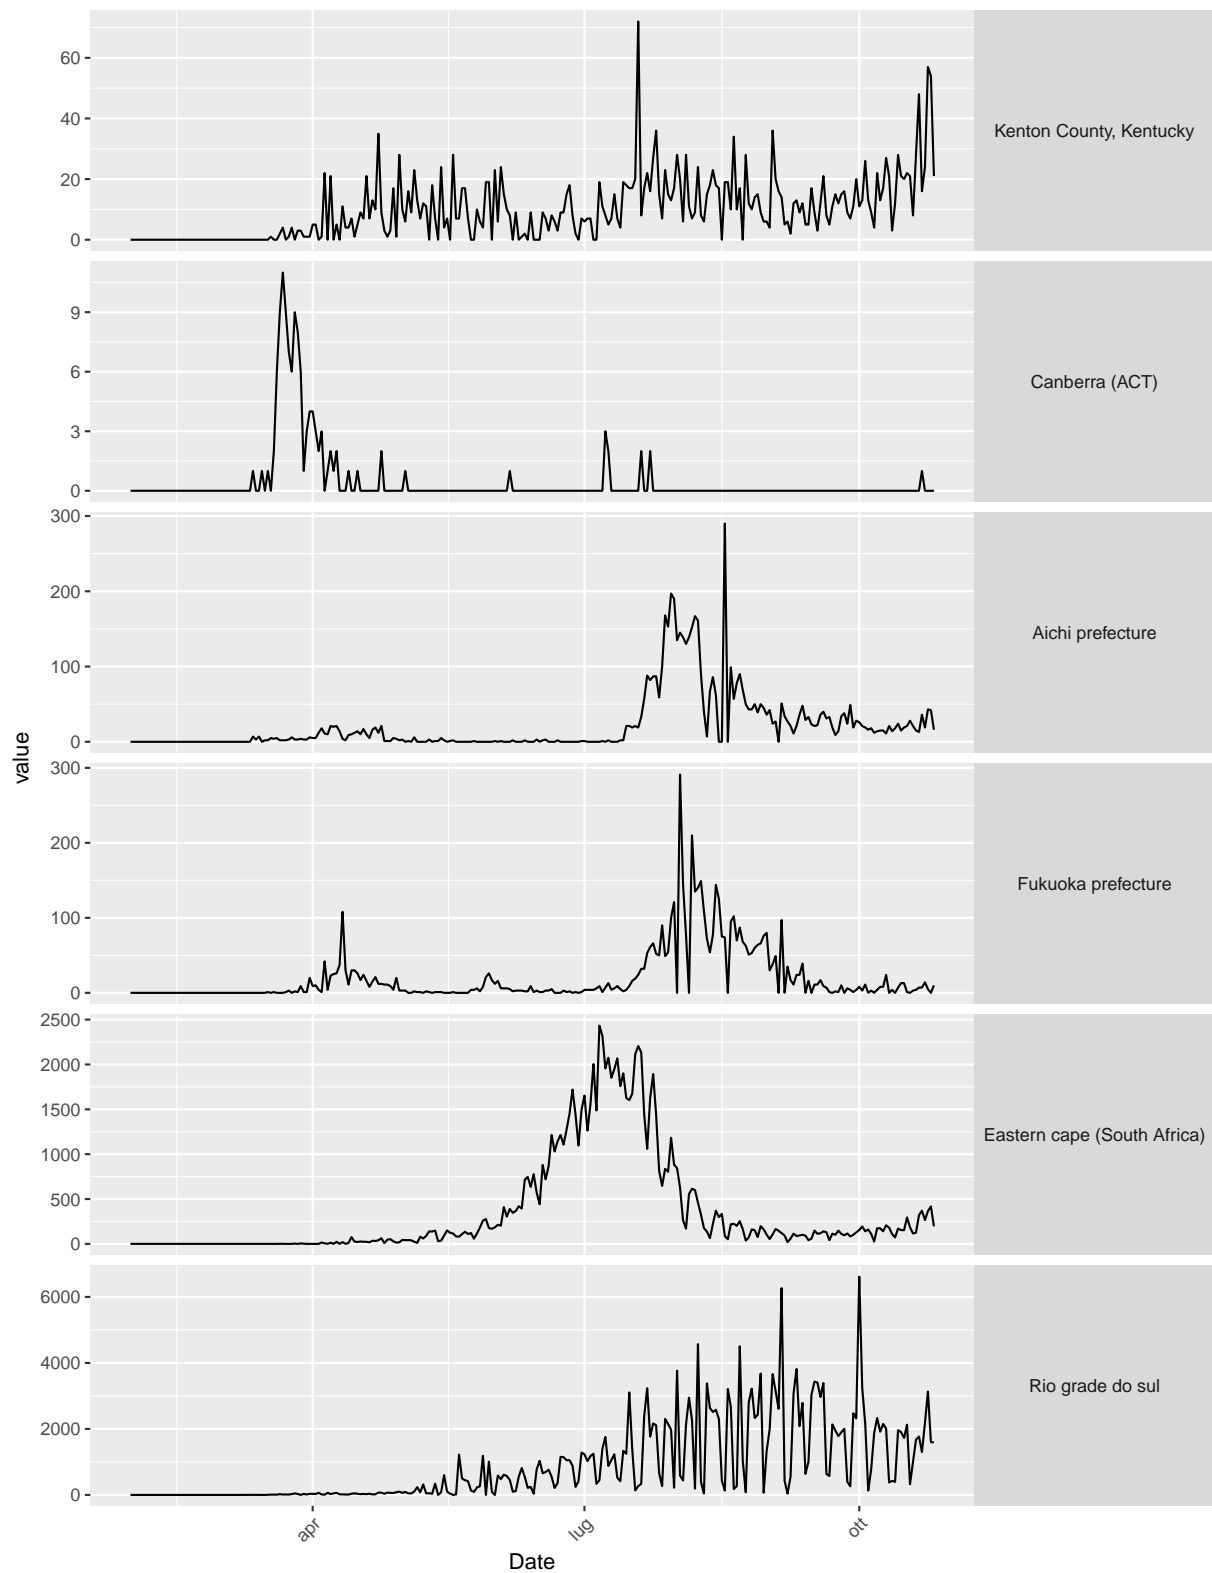 60
40
20
0
Kenton County, Kentucky
9
6
3
0
Canberra (ACT)
300
200
100
0
Aichi prefecture
300
200
100
0
Fukuoka prefecture
2500
2000
1500
1000
500
0
Eastern cape (South Africa)
6000
4000
2000
0
Rio grade do sul
value
apr
lug
ott
Date